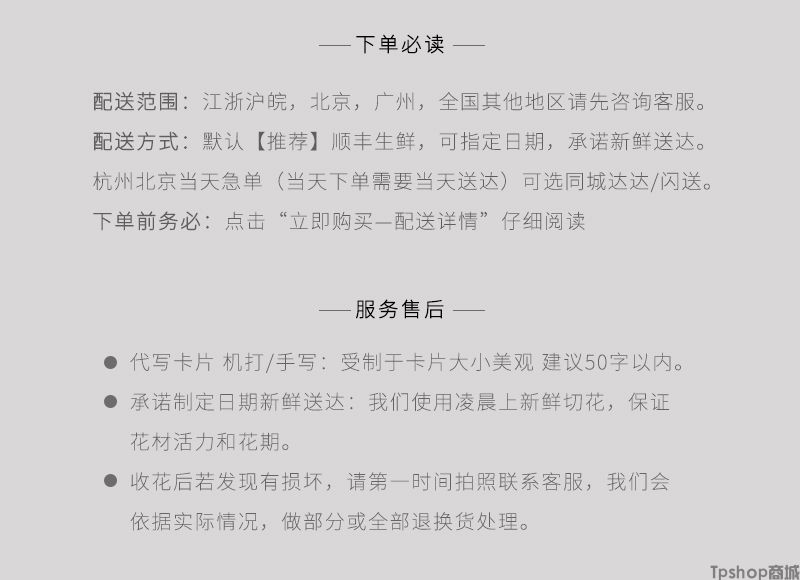 下单必读
配送范围：江浙沪皖，北京，广州，全国其他地区请先咨询客服。
配送方式：默认【推荐】顺丰生鲜，可指定日期，承诺新鲜送达。
杭州北京当天急单（当天下单需要当天送达）可选同城达达/闪送。
下单前务必：点击“立即购买—配送详情”仔细阅读
服务售后
● 代写卡片 机打/手写：受制于卡片大小美观 建议50字以内。
● 承诺制定日期新鲜送达：我们使用凌晨上新鲜切花，保证
花材活力和花期。
● 收花后若发现有损坏，请第一时间拍照联系客服，我们会
依据实际情况，做部分或全部退换货处理。
Tpshop商城